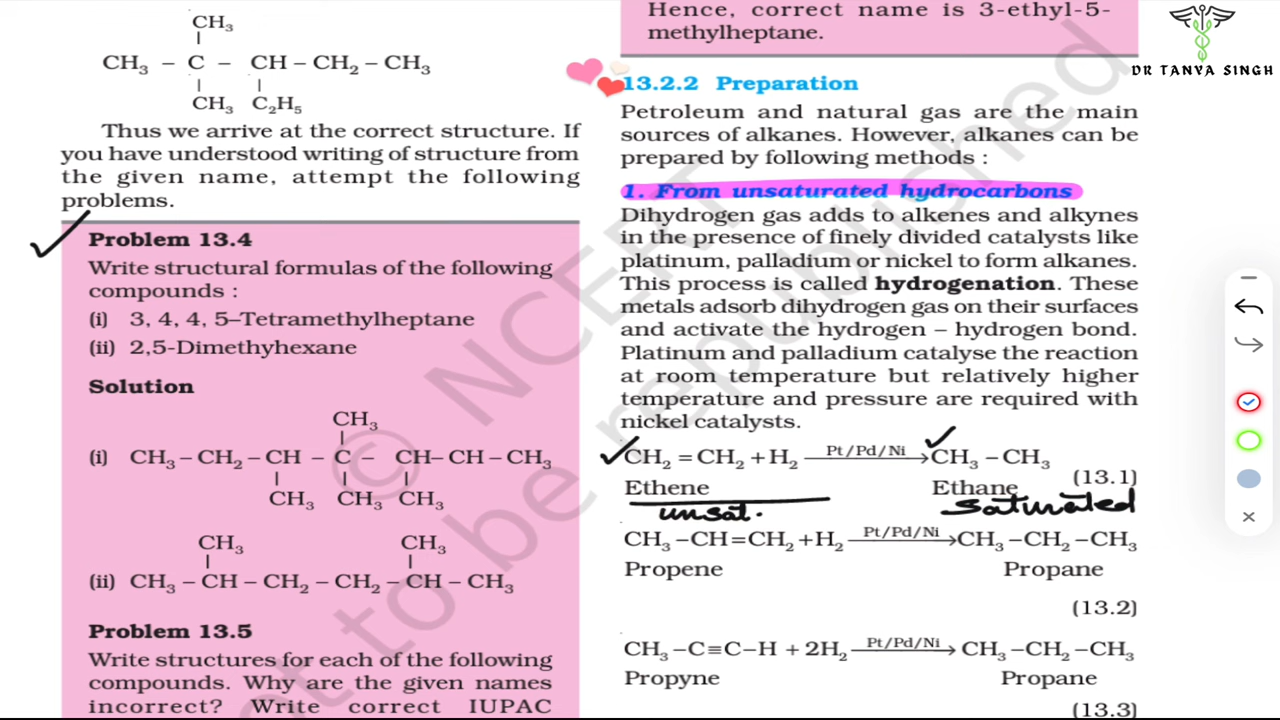 CH₃
|
CH₃ – C – CH – CH₂ – CH₃
| |
CH₃ C₂H₅
Thus we arrive at the correct structure. If
you have understood writing of structure from
the given name, attempt the following
problems.
Problem 13.4
Write structural formulas of the following
compounds :
(i) 3, 4, 4, 5–Tetramethylheptane
(ii) 2,5-Dimethyhexane
Solution
CH₃
|
(i) CH₃ – CH₂ – CH – C – CH– CH – CH₃
| | |
CH₃ CH₃ CH₃
CH₃ CH₃
| |
(ii) CH₃ – CH – CH₂ – CH₂ – CH – CH₃
Problem 13.5
Write structures for each of the following
compounds. Why are the given names
incorrect? Write correct IUPAC
Hence, correct name is 3-ethyl-5-
methylheptane.
13.2.2 Preparation
Petroleum and natural gas are the main
sources of alkanes. However, alkanes can be
prepared by following methods :
1. From unsaturated hydrocarbons
Dihydrogen gas adds to alkenes and alkynes
in the presence of finely divided catalysts like
platinum, palladium or nickel to form alkanes.
This process is called hydrogenation. These
metals adsorb dihydrogen gas on their surfaces
and activate the hydrogen – hydrogen bond.
Platinum and palladium catalyse the reaction
at room temperature but relatively higher
temperature and pressure are required with
nickel catalysts.
CH₂ = CH₂ + H₂ —Pt/Pd/Ni→ CH₃ – CH₃
Ethene Ethane (13.1)
unsat. saturated
CH₃ –CH=CH₂ +H₂ —Pt/Pd/Ni→ CH₃ –CH₂ –CH₃
Propene Propane
(13.2)
CH₃ –C≡C–H + 2H₂ —Pt/Pd/Ni→ CH₃ –CH₂ –CH₃
Propyne Propane
(13.3)
DR TANYA SINGH
© NCERT
not to be republished